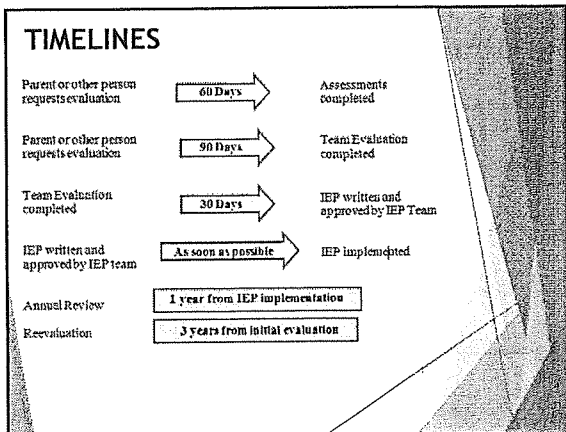 TIMELINES
Parent or other person
requests evaluation
60 Days
Assessments
completed
Parent or other person
requests evaluation
90 Days
Team Evaluation
completed
Team Evaluation
completed
30 Days
IEP written and
approved by IEP Team
IEP written and
approved by IEP team
As soon as possible
IEP implemented
Annual Review
1 year from IEP implementation
Reevaluation
3 years from initial evaluation